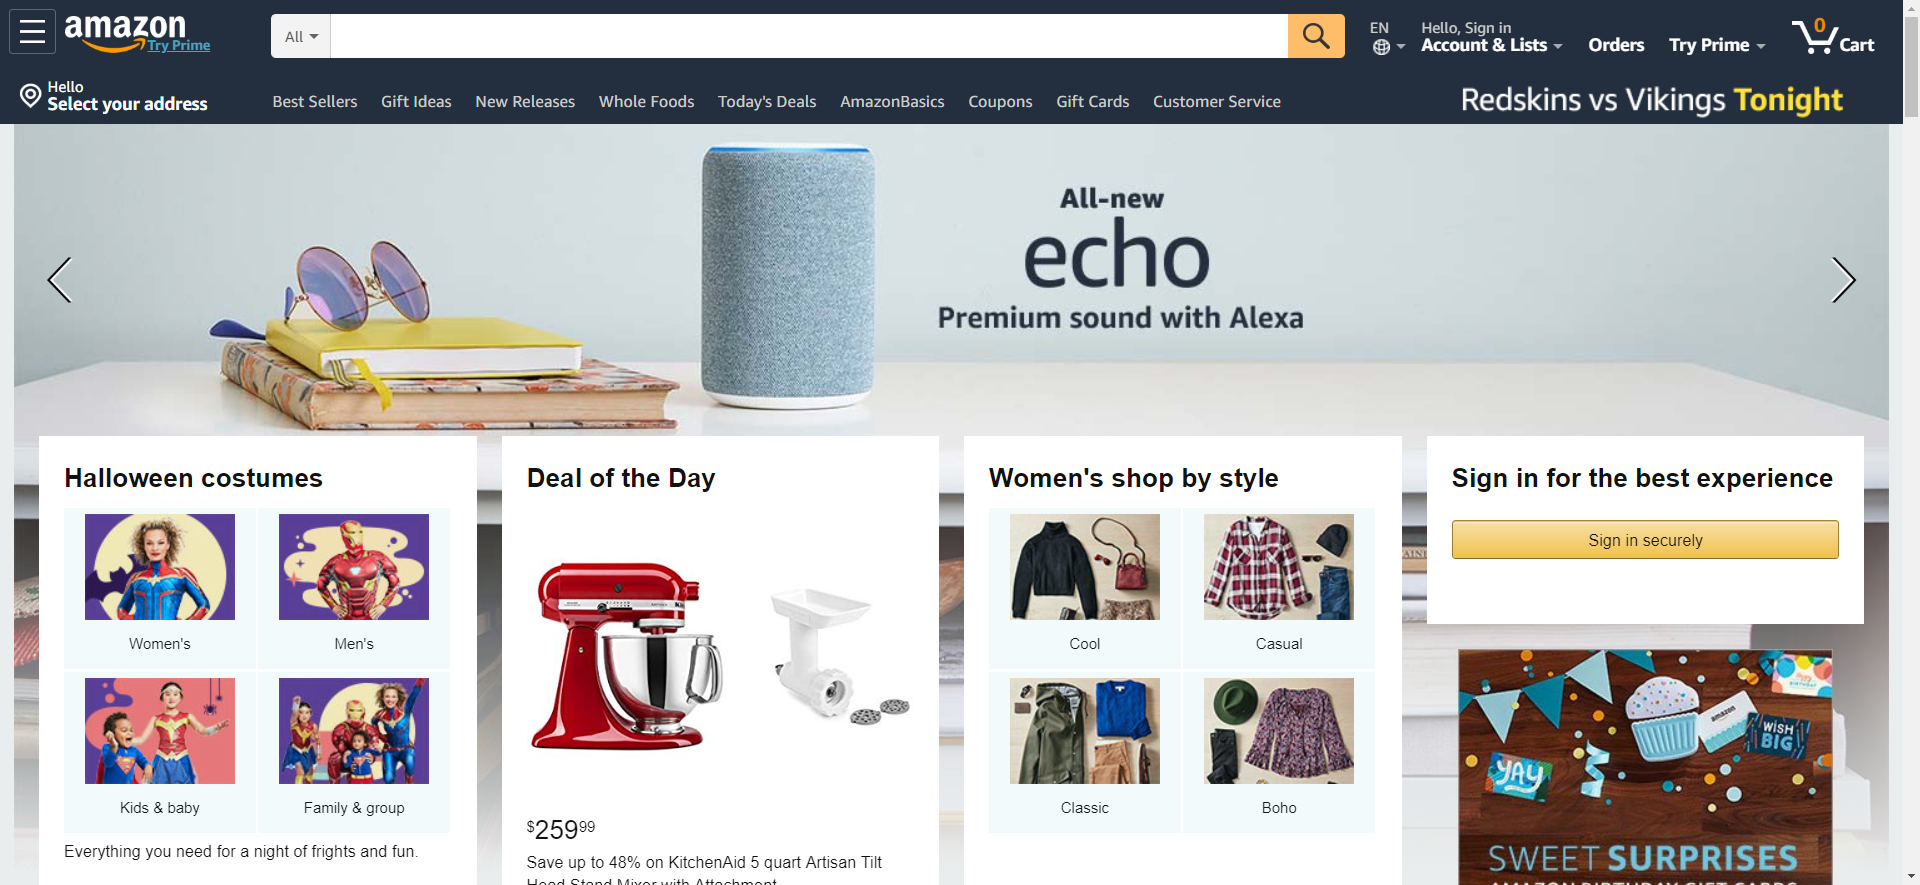 amazon
Try Prime
All
EN
Hello, Sign in
Account & Lists
Orders
Try Prime
0
Cart
Hello
Select your address
Best Sellers
Gift Ideas
New Releases
Whole Foods
Today's Deals
AmazonBasics
Coupons
Gift Cards
Customer Service
Redskins vs Vikings Tonight
All-new
echo
Premium sound with Alexa
Halloween costumes
Women's
Men's
Kids & baby
Family & group
Everything you need for a night of frights and fun.
Deal of the Day
$259 99
Save up to 48% on KitchenAid 5 quart Artisan Tilt
Head Stand Mixer with Attachment
Women's shop by style
Cool
Casual
Classic
Boho
Sign in for the best experience
Sign in securely
amazon
WiSH
BIG
YAY
SWEET SURPRISES
AMAZON BIRTHDAY GIFT CARDS